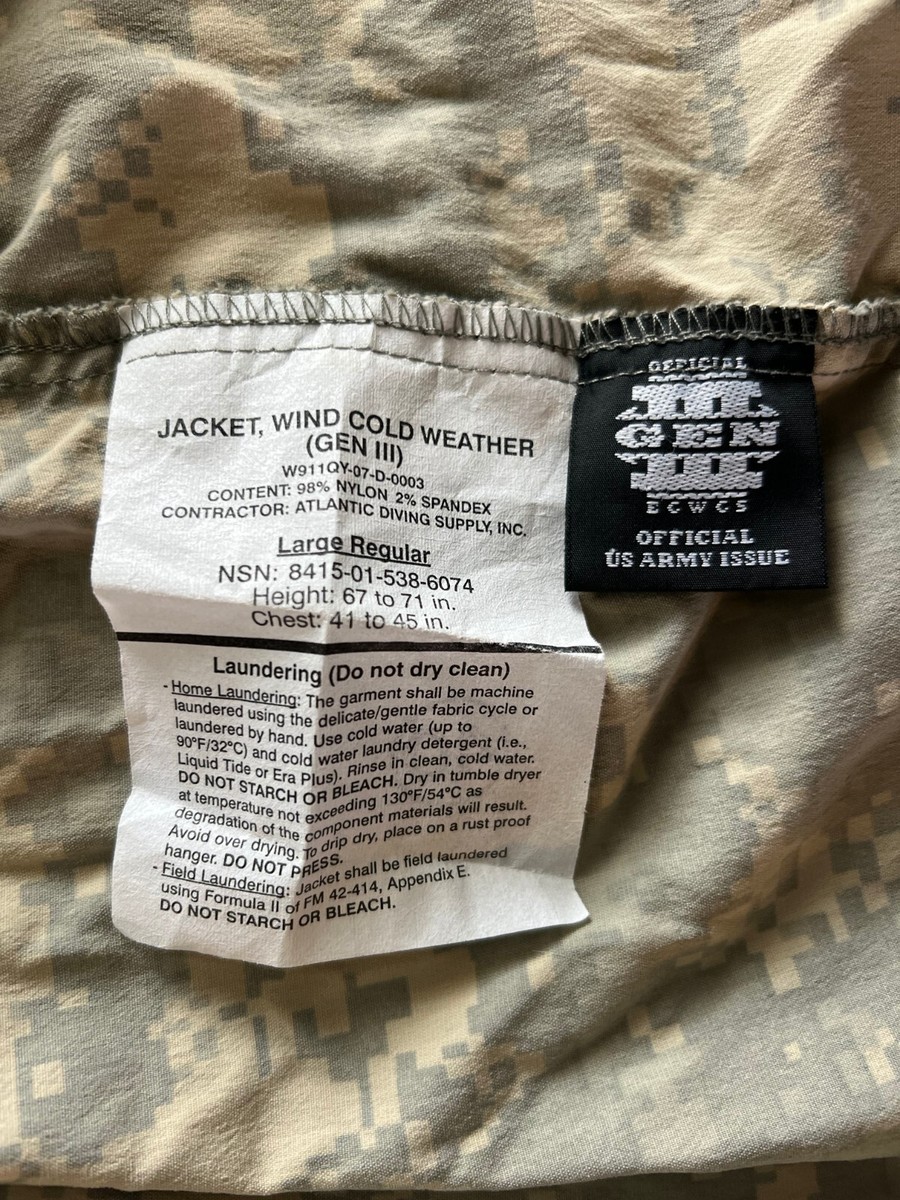 JACKET, WIND COLD WEATHER
(GEN III)
W911QY-07-D-0003
CONTENT: 98% NYLON 2% SPANDEX
CONTRACTOR: ATLANTIC DIVING SUPPLY, INC.
Large Regular
NSN: 8415-01-538-6074
Height: 67 to 71 in.
Chest: 41 to 45 in.
Laundering (Do not dry clean)
- Home Laundering: The garment shall be machine
laundered using the delicate/gentle fabric cycle or
laundered by hand. Use cold water (up to
90°F/32°C) and cold water laundry detergent (i.e.,
Liquid Tide or Era Plus). Rinse in clean, cold water.
DO NOT STARCH OR BLEACH. Dry in tumble dryer
at temperature not exceeding 130°F/54°C as
degradation of the component materials will result.
Avoid over drying. To drip dry, place on a rust proof
hanger. DO NOT PRESS.
- Field Laundering: Jacket shall be field laundered
using Formula II of FM 42-414, Appendix E.
DO NOT STARCH OR BLEACH.
OFFICIAL
III
GEN
III
ECWCS
OFFICIAL
US ARMY ISSUE